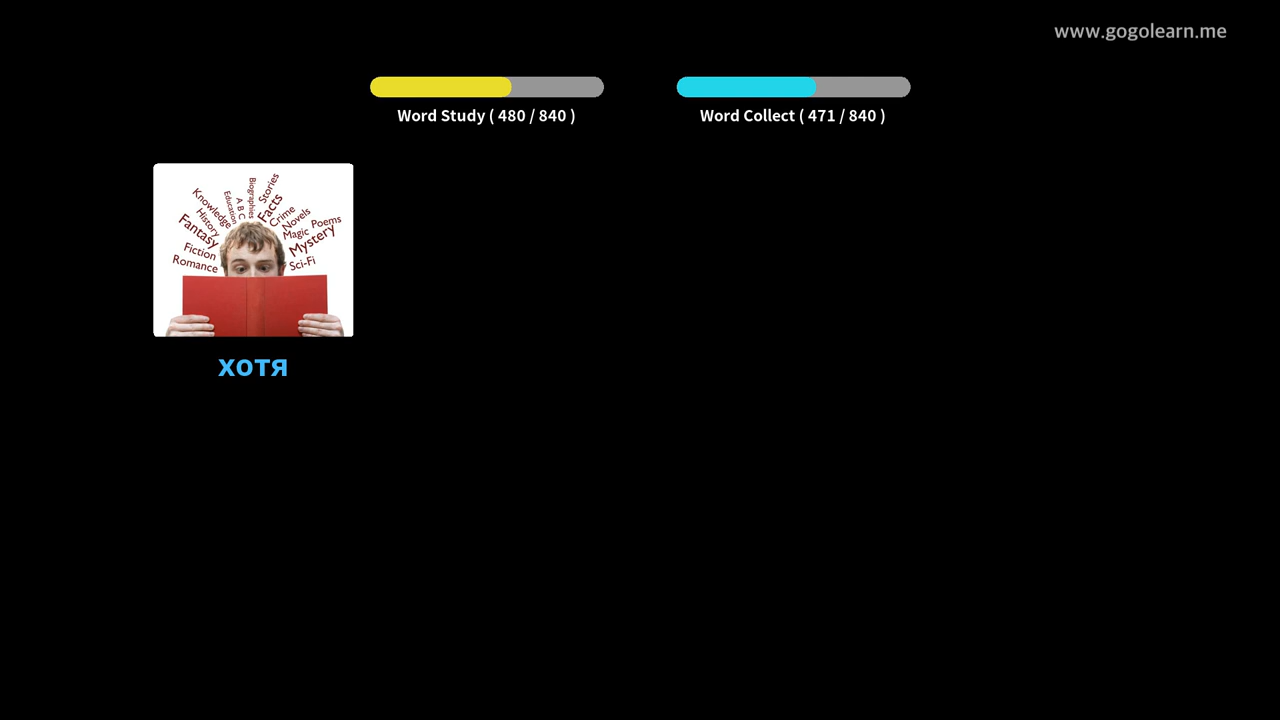 www.gogolearn.me
Word Study ( 480 / 840 )
Word Collect ( 471 / 840 )
Knowledge
History
Fantasy
Fiction
Romance
Education
A B C
Biographies
Stories
Facts
Crime
Novels
Magic
Poems
Mystery
Sci-Fi
хотя